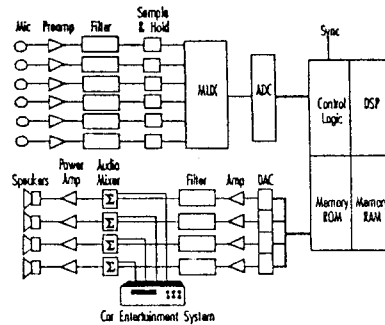 Sample
Mic Preamp Filter & Hold
Sync
MUX
ADC
Control Logic
DSP
Memory ROM
Memory RAM
Speakers Power Amp Audio Mixer Filter Amp DAC
Σ
Σ
Σ
Σ
Car Entertainment System